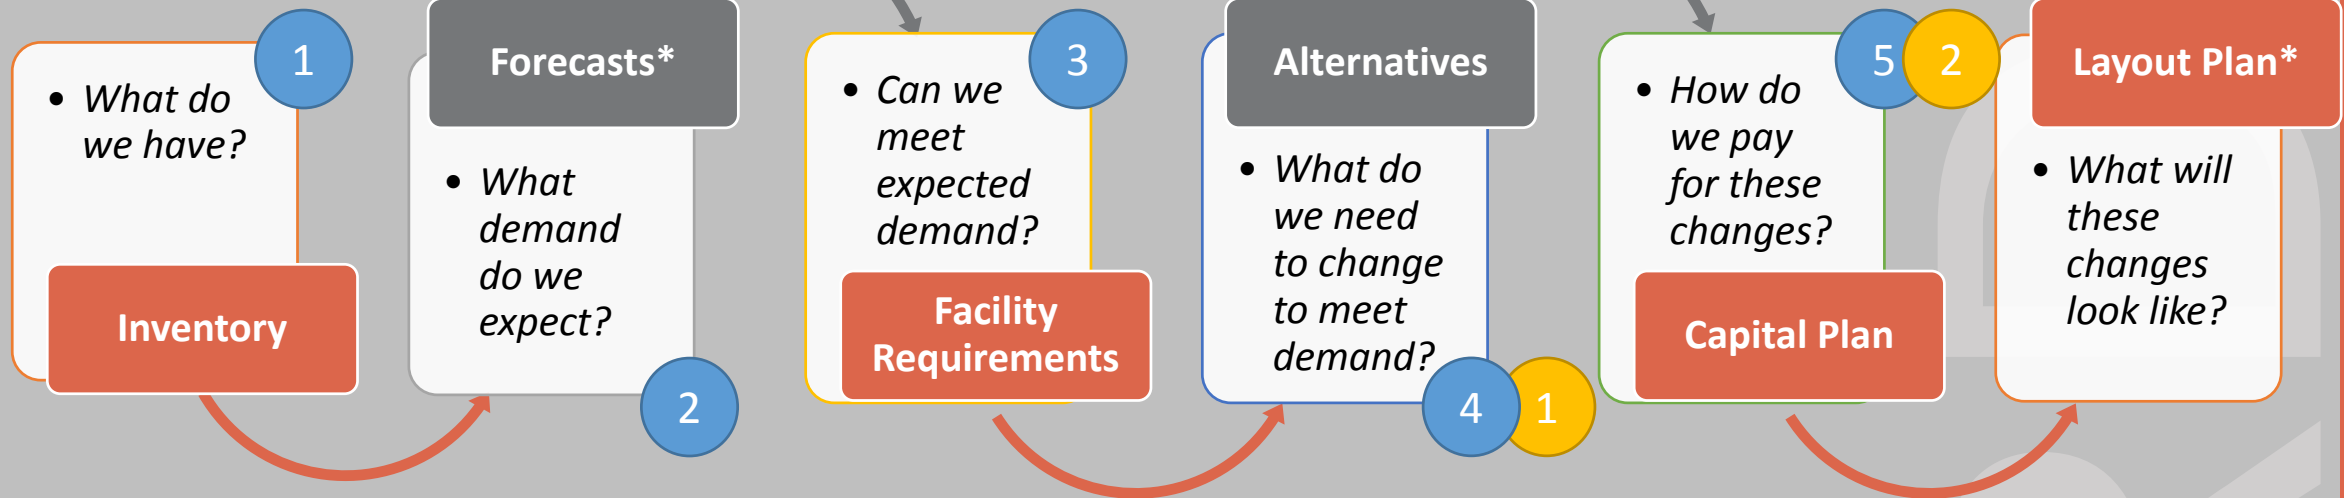 1
• What do
we have?
Inventory
Forecasts*
• What
demand
do we
expect?
2
3
• Can we
meet
expected
demand?
Facility
Requirements
Alternatives
• What do
we need
to change
to meet
demand?
4
1
5
2
• How do
we pay
for these
changes?
Capital Plan
Layout Plan*
• What will
these
changes
look like?